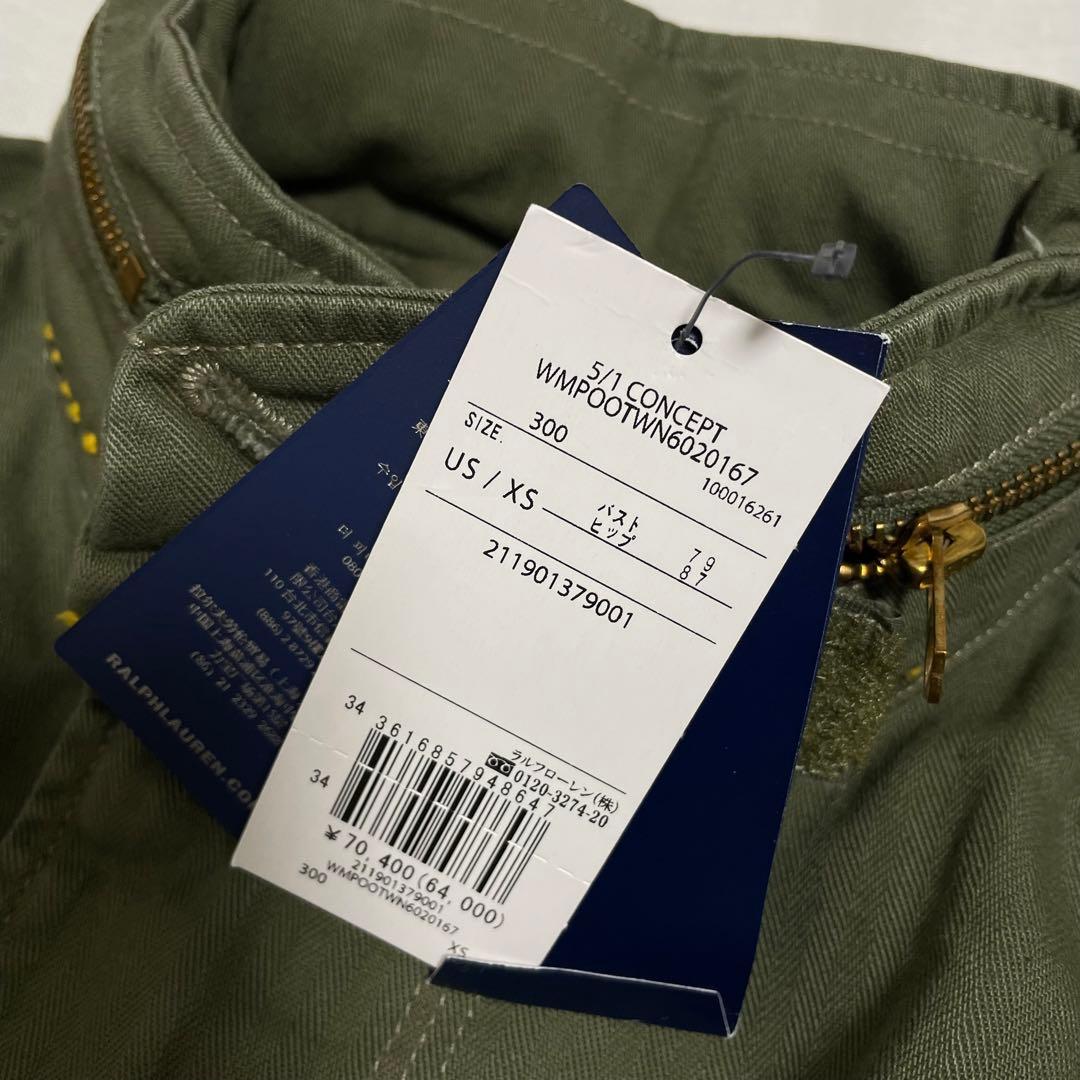 5/1 CONCEPT
WMPOOTWN6020167
300
100016261
SIZE.
US / XS
バスト 79
ヒップ 87
211901379001
34
3616857948647
34
ラルフローレン(株)
0120-3274-20
¥70,400(64,000)
211901379001
WMPOOTWN6020167
300
XS
RALPHLAUREN.CO